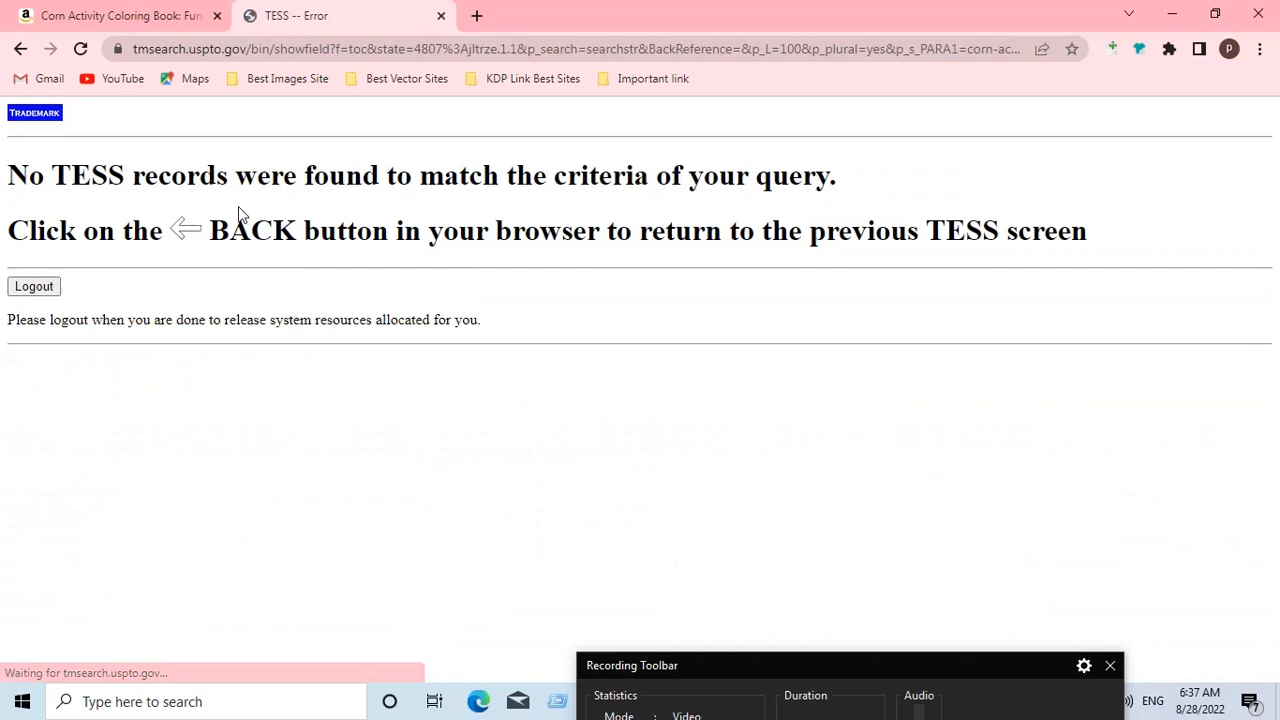 Corn Activity Coloring Book: Fun
TESS -- Error
tmsearch.uspto.gov/bin/showfield?f=toc&state=4807%3Ajltrze.1.1&p_search=searchstr&BackReference=&p_L=100&p_plural=yes&p_s_PARA1=corn-ac...
P
Gmail
YouTube
Maps
Best Images Site
Best Vector Sites
KDP Link Best Sites
Important link
TRADEMARK
No TESS records were found to match the criteria of your query.
Click on the BACK button in your browser to return to the previous TESS screen
Logout
Please logout when you are done to release system resources allocated for you.
Waiting for tmsearch.uspto.gov...
Recording Toolbar
Statistics
Duration
Audio
Mode : Video
Type here to search
ENG
6:37 AM
8/28/2022
7